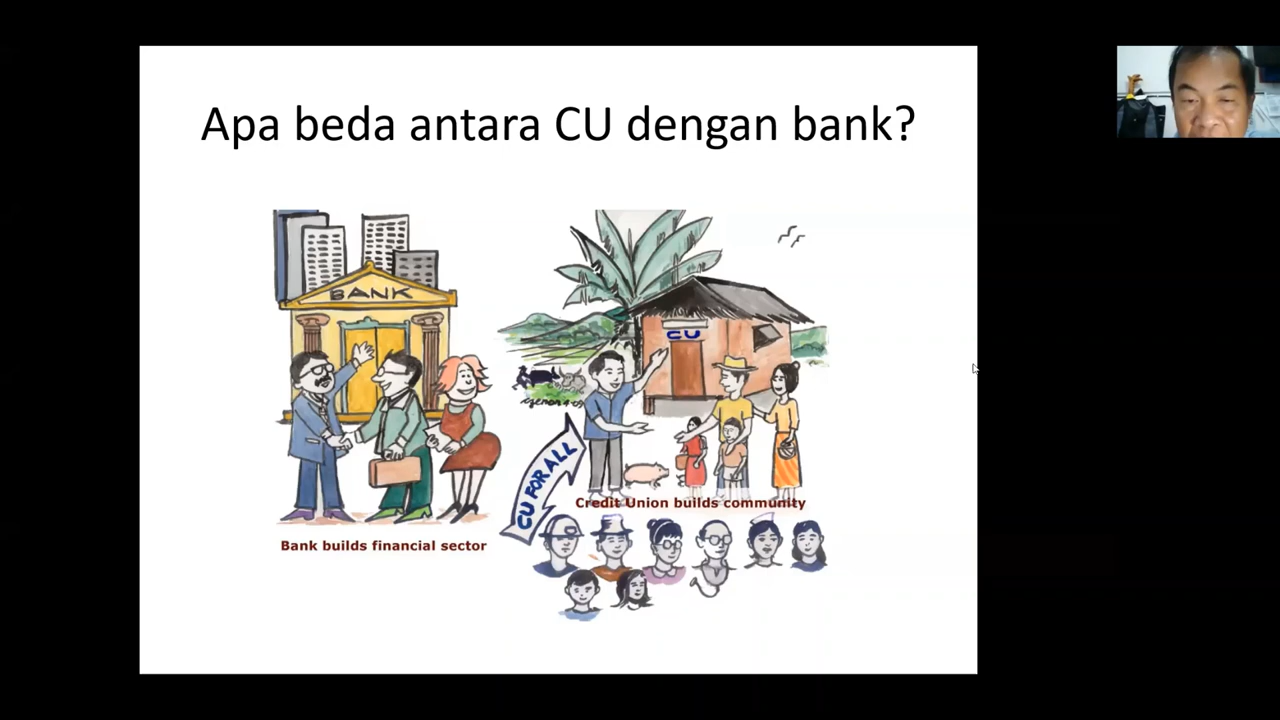 Apa beda antara CU dengan bank?
BANK
CU
CU FOR ALL
Credit Union builds community
Bank builds financial sector